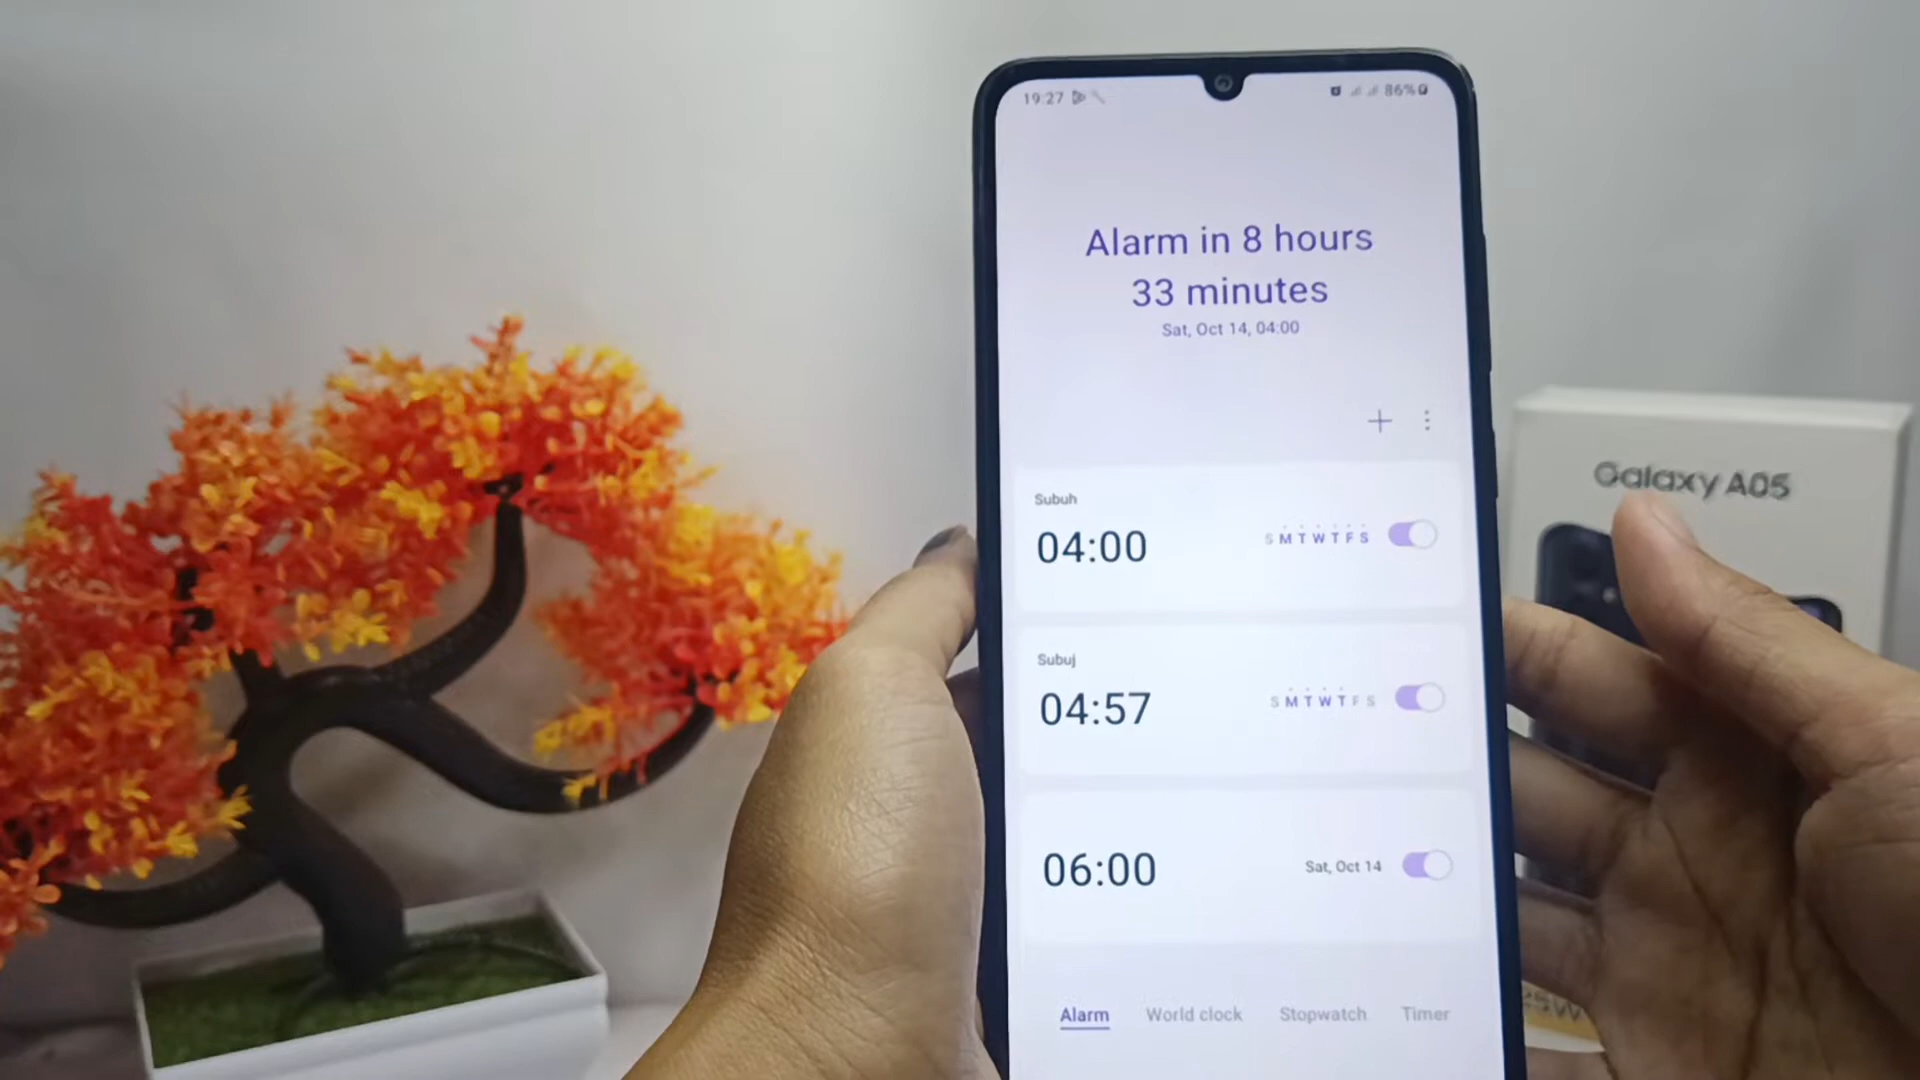 19:27
86%
Alarm in 8 hours
33 minutes
Sat, Oct 14, 04:00
Subuh
04:00
S M T W T F S
Subuj
04:57
S M T W T F S
06:00
Sat, Oct 14
Alarm
World clock
Stopwatch
Timer
Galaxy A05